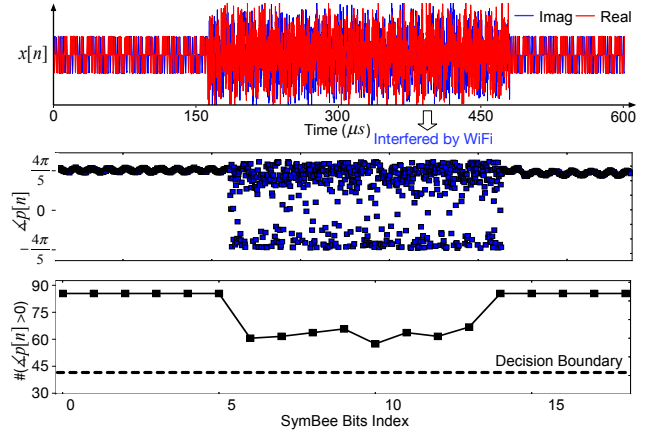 Imag Real
x[n]
0 150 300 450 600
Time (μs)
Interfered by WiFi
4π/5
0
−4π/5
∡p[n]
90
75
60
45
30
#(∡p[n] >0)
Decision Boundary
0 5 10 15
SymBee Bits Index